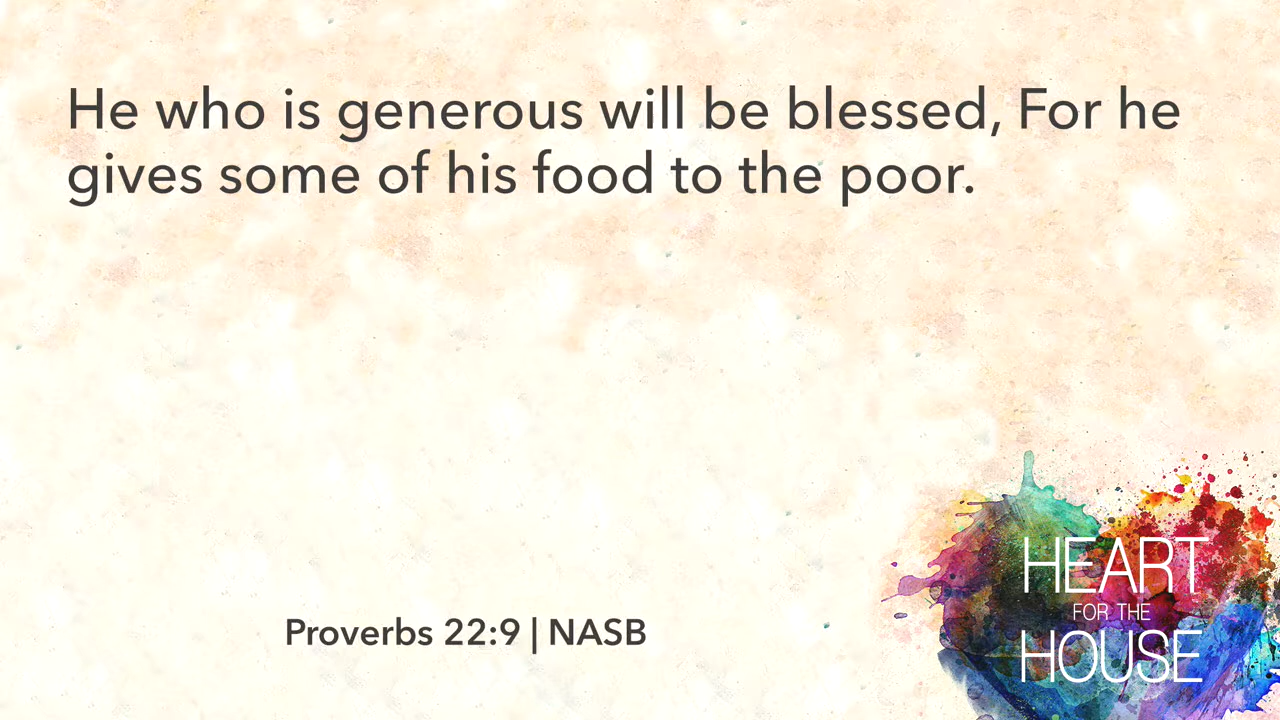 He who is generous will be blessed, For he
gives some of his food to the poor.
Proverbs 22:9 | NASB
HEART
FOR THE
HOUSE